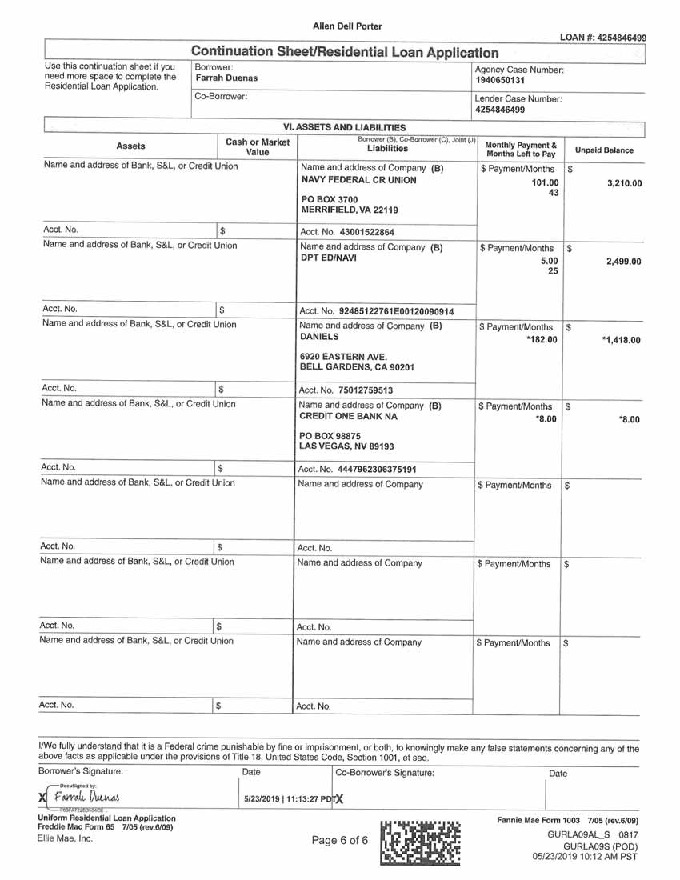 Allen Dell Porter
LOAN #: 4254846499
Continuation Sheet/Residential Loan Application
Use this continuation sheet if you need more space to complete the Residential Loan Application.
Borrower:
Farrah Duenas
Agency Case Number:
1940650131
Co-Borrower:
Lender Case Number:
4254846499
VI. ASSETS AND LIABILITIES
Assets
Cash or Market Value
Borrower (B), Co-Borrower (C), Joint (J)
Liabilities
Monthly Payment & Months Left to Pay
Unpaid Balance
Name and address of Bank, S&L, or Credit Union
Name and address of Company (B)
NAVY FEDERAL CR UNION
PO BOX 3700
MERRIFIELD, VA 22119
$ Payment/Months
101.00
43
$
3,210.00
Acct. No.
$
Acct. No. 43001522864
Name and address of Bank, S&L, or Credit Union
Name and address of Company (B)
DPT ED/NAVI
$ Payment/Months
5.00
25
$
2,499.00
Acct. No.
$
Acct. No. 92485122761E00120090914
Name and address of Bank, S&L, or Credit Union
Name and address of Company (B)
DANIELS
6920 EASTERN AVE.
BELL GARDENS, CA 90201
$ Payment/Months
*182.00
$
*1,418.00
Acct. No.
$
Acct. No. 75012759513
Name and address of Bank, S&L, or Credit Union
Name and address of Company (B)
CREDIT ONE BANK NA
PO BOX 98875
LAS VEGAS, NV 89193
$ Payment/Months
*8.00
$
*8.00
Acct. No.
$
Acct. No. 4447962306375191
Name and address of Bank, S&L, or Credit Union
Name and address of Company
$ Payment/Months
$
Acct. No.
$
Acct. No.
Name and address of Bank, S&L, or Credit Union
Name and address of Company
$ Payment/Months
$
Acct. No.
$
Acct. No.
Name and address of Bank, S&L, or Credit Union
Name and address of Company
$ Payment/Months
$
Acct. No.
$
Acct. No.
I/We fully understand that it is a Federal crime punishable by fine or imprisonment, or both, to knowingly make any false statements concerning any of the
above facts as applicable under the provisions of Title 18, United States Code, Section 1001, et seq.
Borrower's Signature:
Date
Co-Borrower's Signature:
Date
DocuSigned by:
X Farrah Duenas
5/23/2019 | 11:13:27 PDT
X
Uniform Residential Loan Application
Freddie Mac Form 65 7/05 (rev.6/09)
Ellie Mae, Inc.
Page 6 of 6
Fannie Mae Form 1003 7/05 (rev.6/09)
GURLA09AL_S 0817
GURLA09S (POD)
05/23/2019 10:12 AM PST